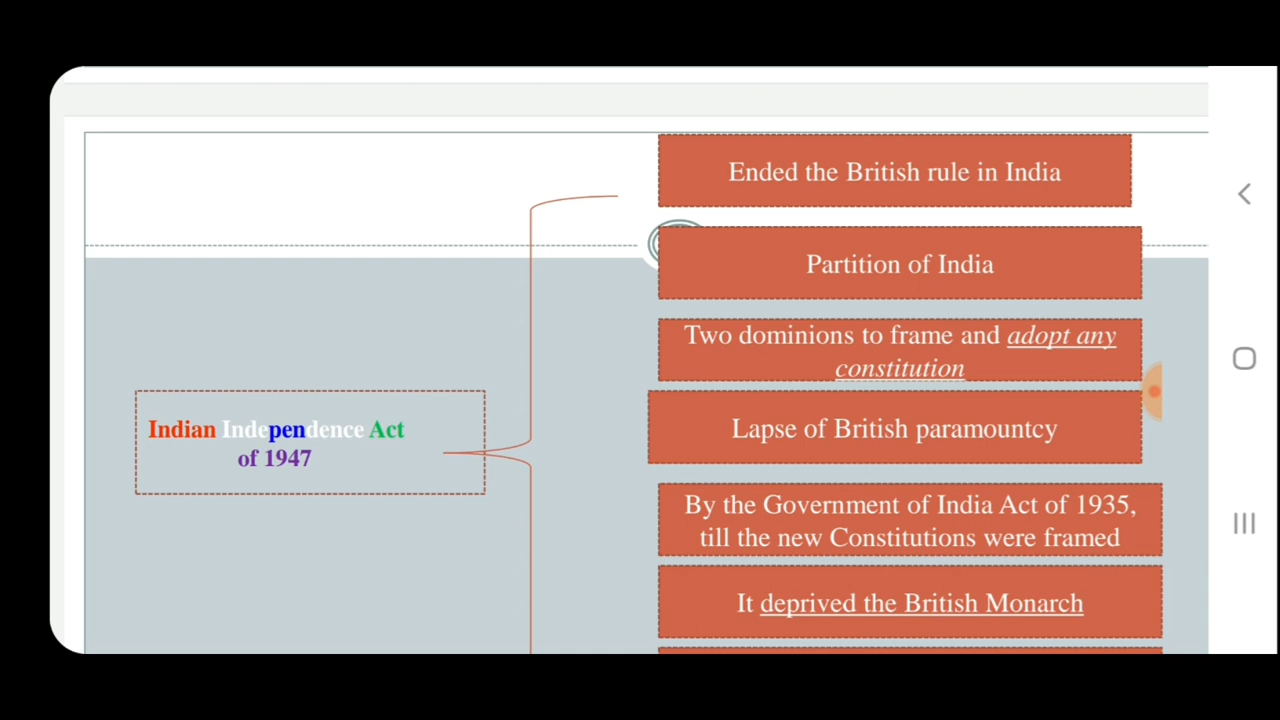 Ended the British rule in India
Partition of India
Two dominions to frame and adopt any
constitution
Indian Independence Act
of 1947
Lapse of British paramountcy
By the Government of India Act of 1935,
till the new Constitutions were framed
It deprived the British Monarch